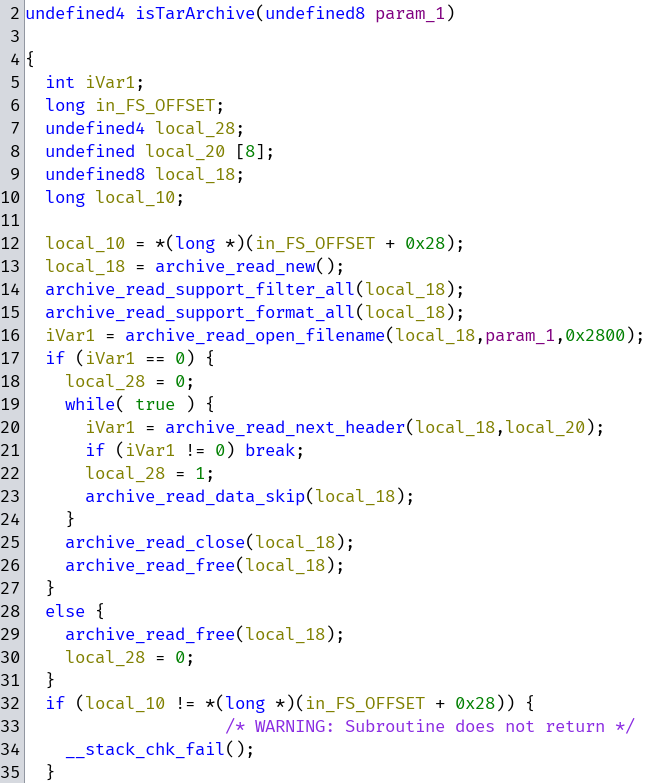 2 undefined4 isTarArchive(undefined8 param_1)
3
4 {
5   int iVar1;
6   long in_FS_OFFSET;
7   undefined4 local_28;
8   undefined local_20 [8];
9   undefined8 local_18;
10   long local_10;
11
12   local_10 = *(long *)(in_FS_OFFSET + 0x28);
13   local_18 = archive_read_new();
14   archive_read_support_filter_all(local_18);
15   archive_read_support_format_all(local_18);
16   iVar1 = archive_read_open_filename(local_18,param_1,0x2800);
17   if (iVar1 == 0) {
18     local_28 = 0;
19     while( true ) {
20       iVar1 = archive_read_next_header(local_18,local_20);
21       if (iVar1 != 0) break;
22       local_28 = 1;
23       archive_read_data_skip(local_18);
24     }
25     archive_read_close(local_18);
26     archive_read_free(local_18);
27   }
28   else {
29     archive_read_free(local_18);
30     local_28 = 0;
31   }
32   if (local_10 != *(long *)(in_FS_OFFSET + 0x28)) {
33                     /* WARNING: Subroutine does not return */
34     __stack_chk_fail();
35   }